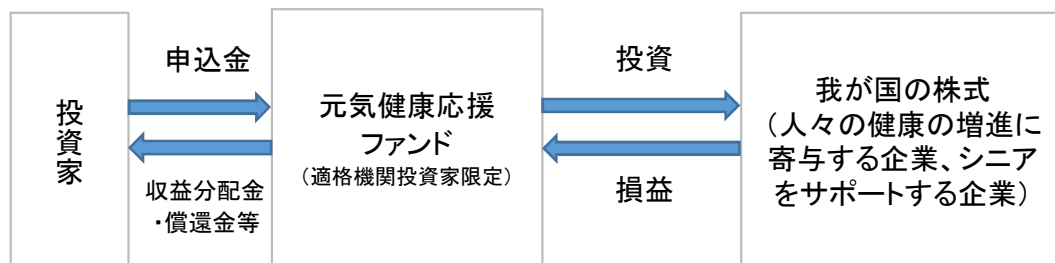 投資家
申込金
収益分配金
・償還金等
元気健康応援
ファンド
（適格機関投資家限定）
投資
損益
我が国の株式
（人々の健康の増進に
寄与する企業、シニア
をサポートする企業）